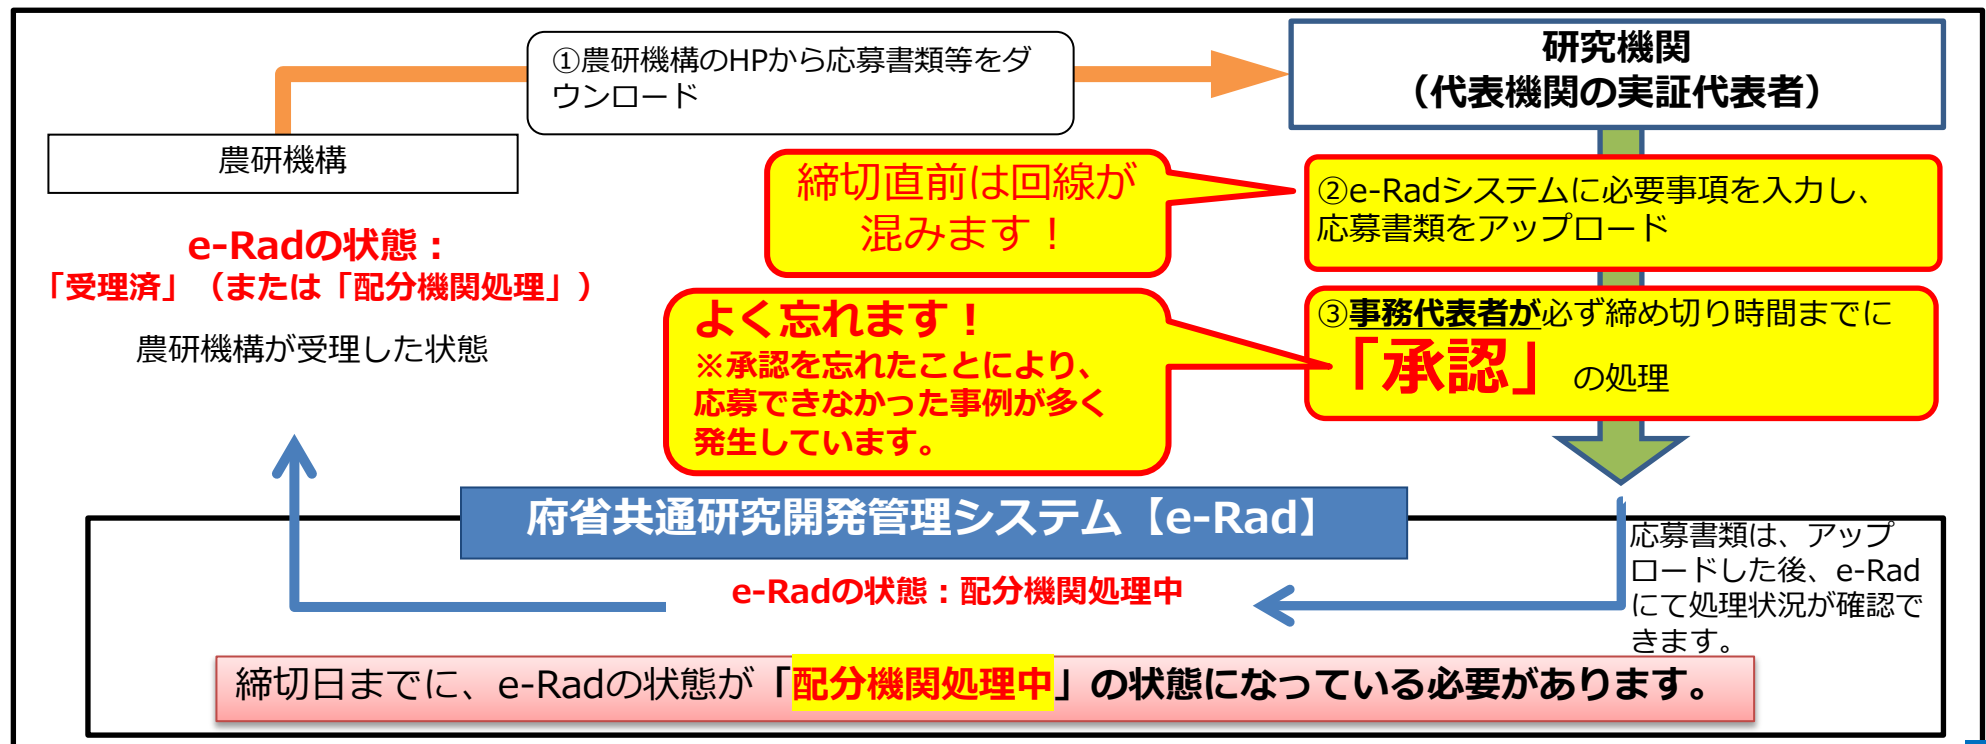 ①農研機構のHPから応募書類等をダ
ウンロード
研究機関
（代表機関の実証代表者）
農研機構
締切直前は回線が
混みます！
②e-Radシステムに必要事項を入力し、
応募書類をアップロード
e-Radの状態：
「受理済」（または「配分機関処理」）
農研機構が受理した状態
よく忘れます！
※承認を忘れたことにより、
応募できなかった事例が多く
発生しています。
③事務代表者が必ず締め切り時間までに
「承認」の処理
府省共通研究開発管理システム【e-Rad】
応募書類は、アップ
ロードした後、e-Rad
にて処理状況が確認で
きます。
e-Radの状態：配分機関処理中
締切日までに、e-Radの状態が「配分機関処理中」の状態になっている必要があります。